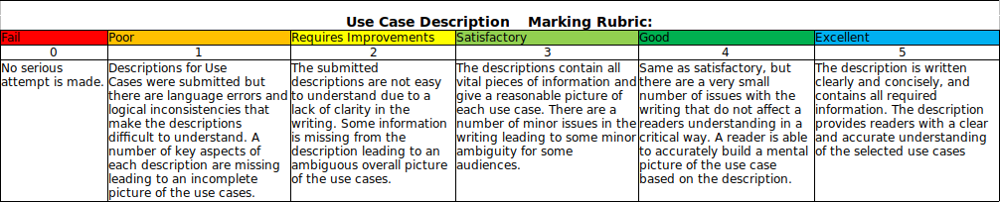 Use Case Description    Marking Rubric:
Fail Poor Requires Improvements Satisfactory Good Excellent
0 1 2 3 4 5
No serious
attempt is made.
Descriptions for Use
Cases were submitted but
there are language errors and
logical inconsistencies that
make the descriptions
difficult to understand. A
number of key aspects of
each description are missing
leading to an incomplete
picture of the use cases.
The submitted
descriptions are not easy
to understand due to a
lack of clarity in the
writing. Some information
is missing from the
description leading to an
ambiguous overall picture
of the use cases.
The descriptions contain all
vital pieces of information and
give a reasonable picture of
each use case. There are a
number of minor issues in the
writing leading to some minor
ambiguity for some
audiences.
Same as satisfactory, but
there are a very small
number of issues with the
writing that do not affect a
readers understanding in a
critical way. A reader is able
to accurately build a mental
picture of the use case
based on the description.
The description is written
clearly and concisely, and
contains all required
information. The description
provides readers with a clear
and accurate understanding
of the selected use cases